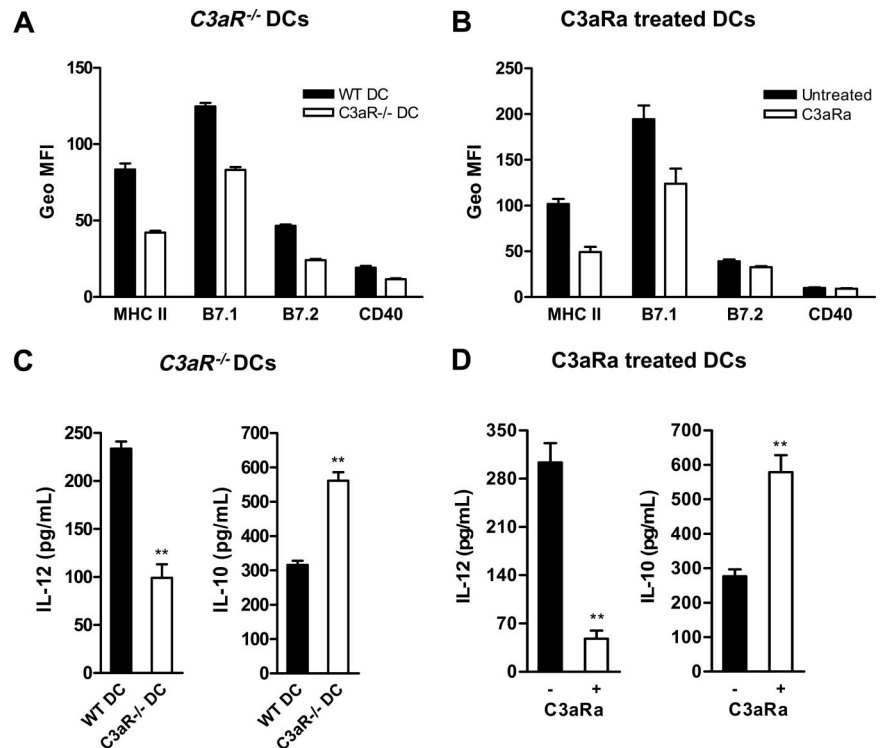 A
C3aR-/- DCs
150
100
50
0
Geo MFI
WT DC
C3aR-/- DC
MHC II B7.1 B7.2 CD40
B
C3aRa treated DCs
250
200
150
100
50
0
Geo MFI
Untreated
C3aRa
MHC II B7.1 B7.2 CD40
C
C3aR-/- DCs
250
200
150
100
50
0
IL-12 (pg/mL)
**
WT DC
C3aR-/- DC
700
600
500
400
300
200
100
0
IL-10 (pg/mL)
**
WT DC
C3aR-/- DC
D
C3aRa treated DCs
350
280
210
140
70
0
IL-12 (pg/mL)
**
- +
C3aRa
700
600
500
400
300
200
100
0
IL-10 (pg/mL)
**
- +
C3aRa